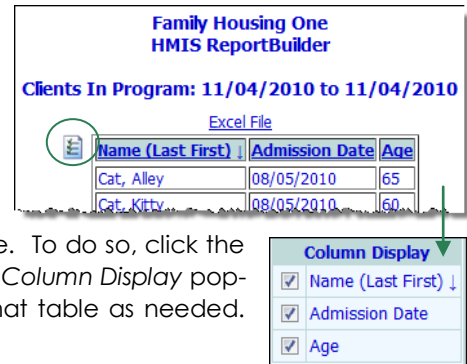 Family Housing One
HMIS ReportBuilder
Clients In Program: 11/04/2010 to 11/04/2010
Excel File
Name (Last First) ↓ Admission Date Age
Cat, Alley 08/05/2010 65
Cat, Kitty 08/05/2010 60
e. To do so, click the
Column Display pop-
hat table as needed.
Column Display
Name (Last First) ↓
Admission Date
Age